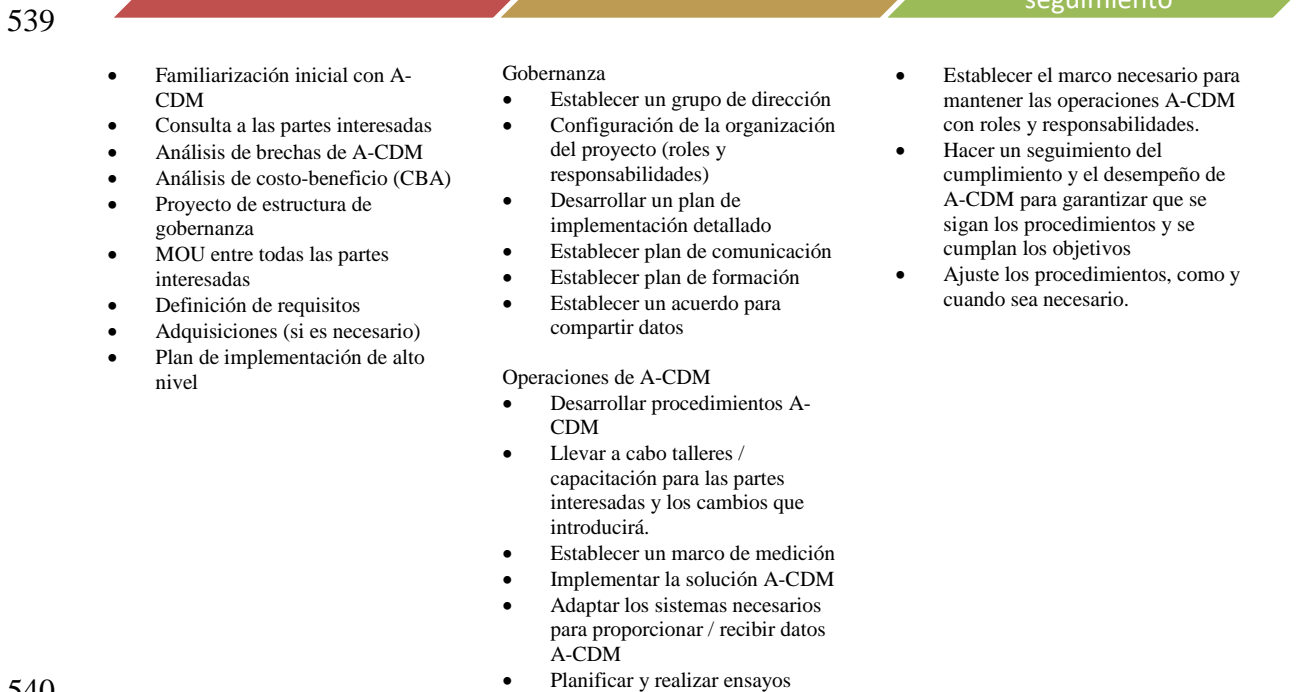 seguimiento
539
• Familiarización inicial con A-
CDM
• Consulta a las partes interesadas
• Análisis de brechas de A-CDM
• Análisis de costo-beneficio (CBA)
• Proyecto de estructura de
gobernanza
• MOU entre todas las partes
interesadas
• Definición de requisitos
• Adquisiciones (si es necesario)
• Plan de implementación de alto
nivel
Gobernanza
• Establecer un grupo de dirección
• Configuración de la organización
del proyecto (roles y
responsabilidades)
• Desarrollar un plan de
implementación detallado
• Establecer plan de comunicación
• Establecer plan de formación
• Establecer un acuerdo para
compartir datos
Operaciones de A-CDM
• Desarrollar procedimientos A-
CDM
• Llevar a cabo talleres /
capacitación para las partes
interesadas y los cambios que
introducirá.
• Establecer un marco de medición
• Implementar la solución A-CDM
• Adaptar los sistemas necesarios
para proporcionar / recibir datos
A-CDM
• Planificar y realizar ensayos
• Establecer el marco necesario para
mantener las operaciones A-CDM
con roles y responsabilidades.
• Hacer un seguimiento del
cumplimiento y el desempeño de
A-CDM para garantizar que se
sigan los procedimientos y se
cumplan los objetivos
• Ajuste los procedimientos, como y
cuando sea necesario.
540